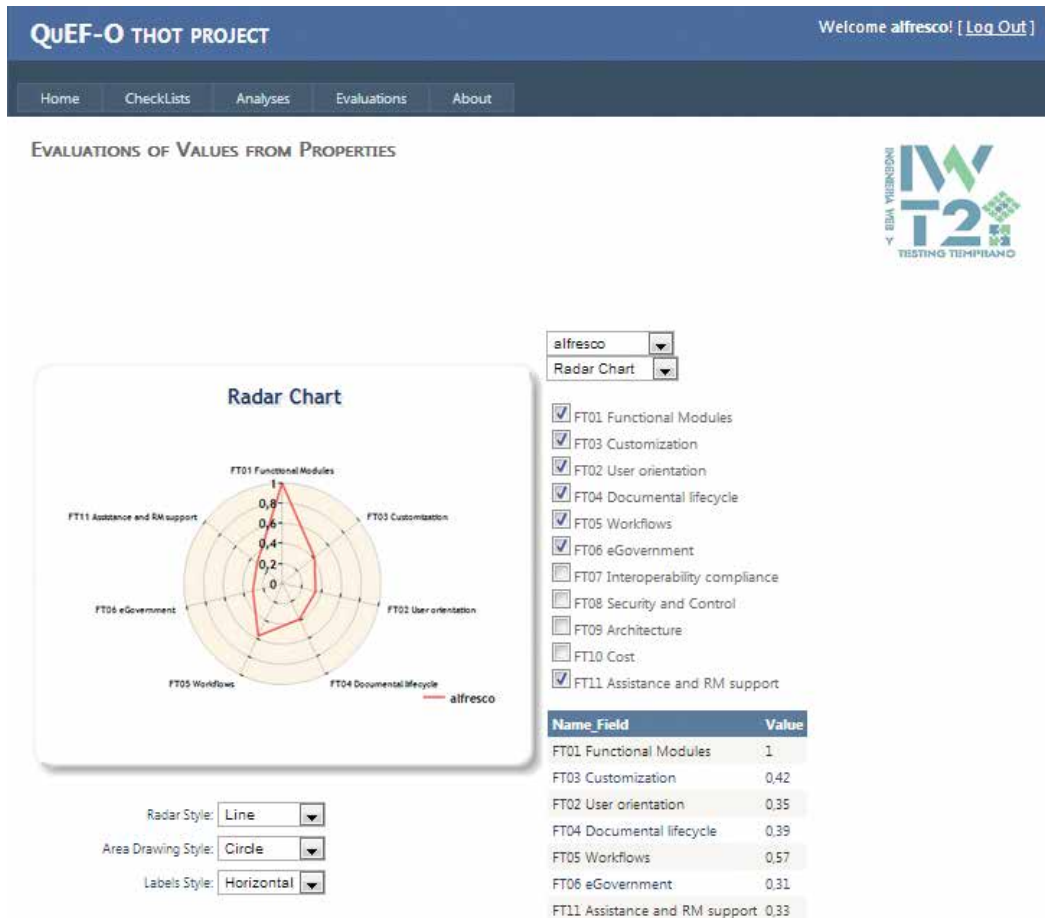 QuEF-O THOT PROJECT
Welcome alfresco! [ Log Out ]
Home CheckLists Analyses Evaluations About
EVALUATIONS OF VALUES FROM PROPERTIES
INGENIERIA WEB Y
IWT2
TESTING TEMPRANO
alfresco
Radar Chart
Radar Chart
FT01 Functional Modules
1
0,8
0,6
0,4
0,2
0
FT03 Customization
FT02 User orientation
FT04 Documental lifecycle
FT05 Workflows
FT06 eGovernment
FT11 Assistance and RM support
alfresco
FT01 Functional Modules
FT03 Customization
FT02 User orientation
FT04 Documental lifecycle
FT05 Workflows
FT06 eGovernment
FT07 Interoperability compliance
FT08 Security and Control
FT09 Architecture
FT10 Cost
FT11 Assistance and RM support
Radar Style: Line
Area Drawing Style: Circle
Labels Style: Horizontal
Name_Field Value
FT01 Functional Modules 1
FT03 Customization 0,42
FT02 User orientation 0,35
FT04 Documental lifecycle 0,39
FT05 Workflows 0,57
FT06 eGovernment 0,31
FT11 Assistance and RM support 0,33